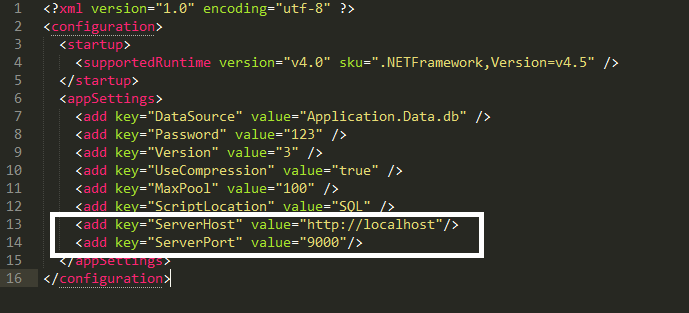 1 <?xml version="1.0" encoding="utf-8" ?>
2 <configuration>
3 <startup>
4 <supportedRuntime version="v4.0" sku=".NETFramework,Version=v4.5" />
5 </startup>
6 <appSettings>
7 <add key="DataSource" value="Application.Data.db" />
8 <add key="Password" value="123" />
9 <add key="Version" value="3" />
10 <add key="UseCompression" value="true" />
11 <add key="MaxPool" value="100" />
12 <add key="ScriptLocation" value="SQL" />
13 <add key="ServerHost" value="http://localhost"/>
14 <add key="ServerPort" value="9000"/>
15 </appSettings>
16 </configuration>